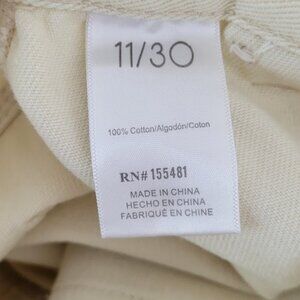 11/30
100% Cotton/Algodón/Coton
RN# 155481
MADE IN CHINA
HECHO EN CHINA
FABRIQUÉ EN CHINE